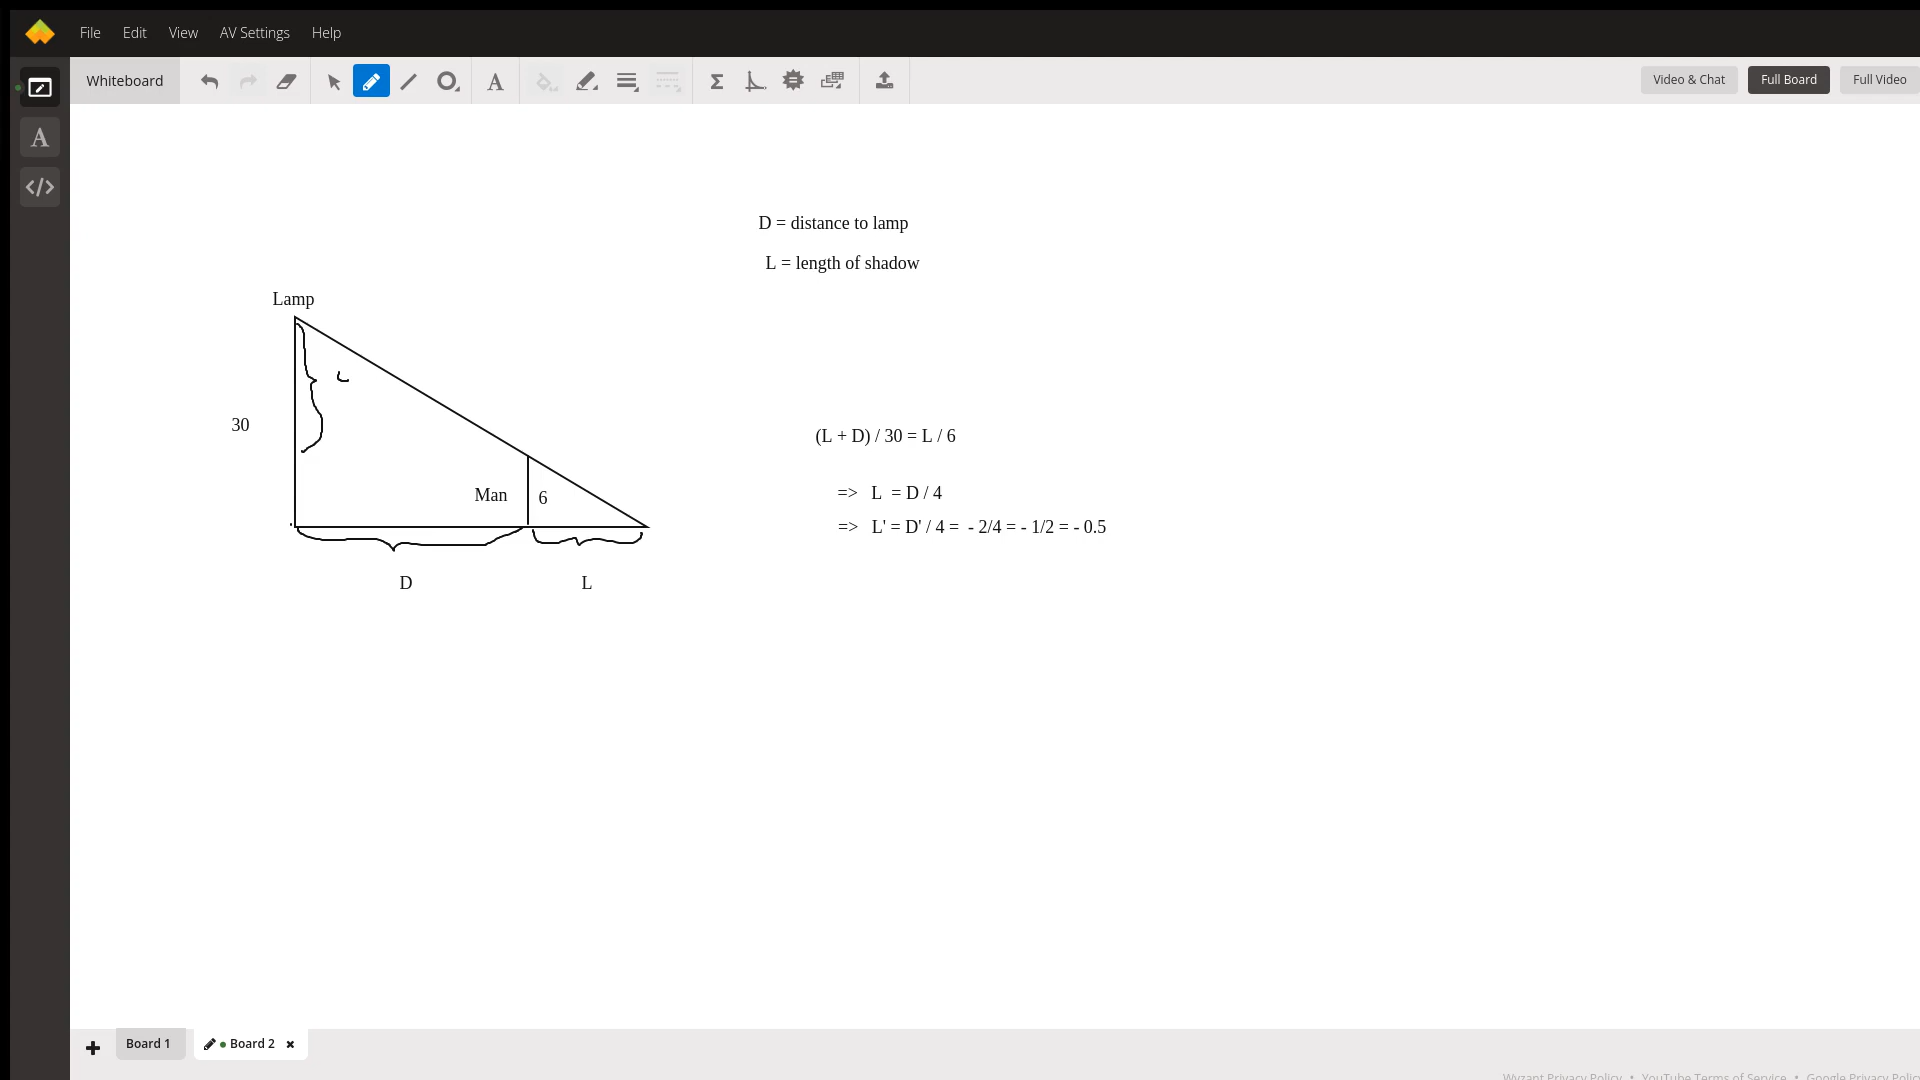 File Edit View AV Settings Help
Whiteboard A Σ Video & Chat Full Board Full Video
A
</>
D = distance to lamp
L = length of shadow
Lamp
30
(L + D) / 30 = L / 6
Man 6
=> L = D / 4
=> L' = D' / 4 = - 2/4 = - 1/2 = - 0.5
D L
Board 1 Board 2
Wyzant Privacy Policy • YouTube Terms of Service • Google Privacy Policy